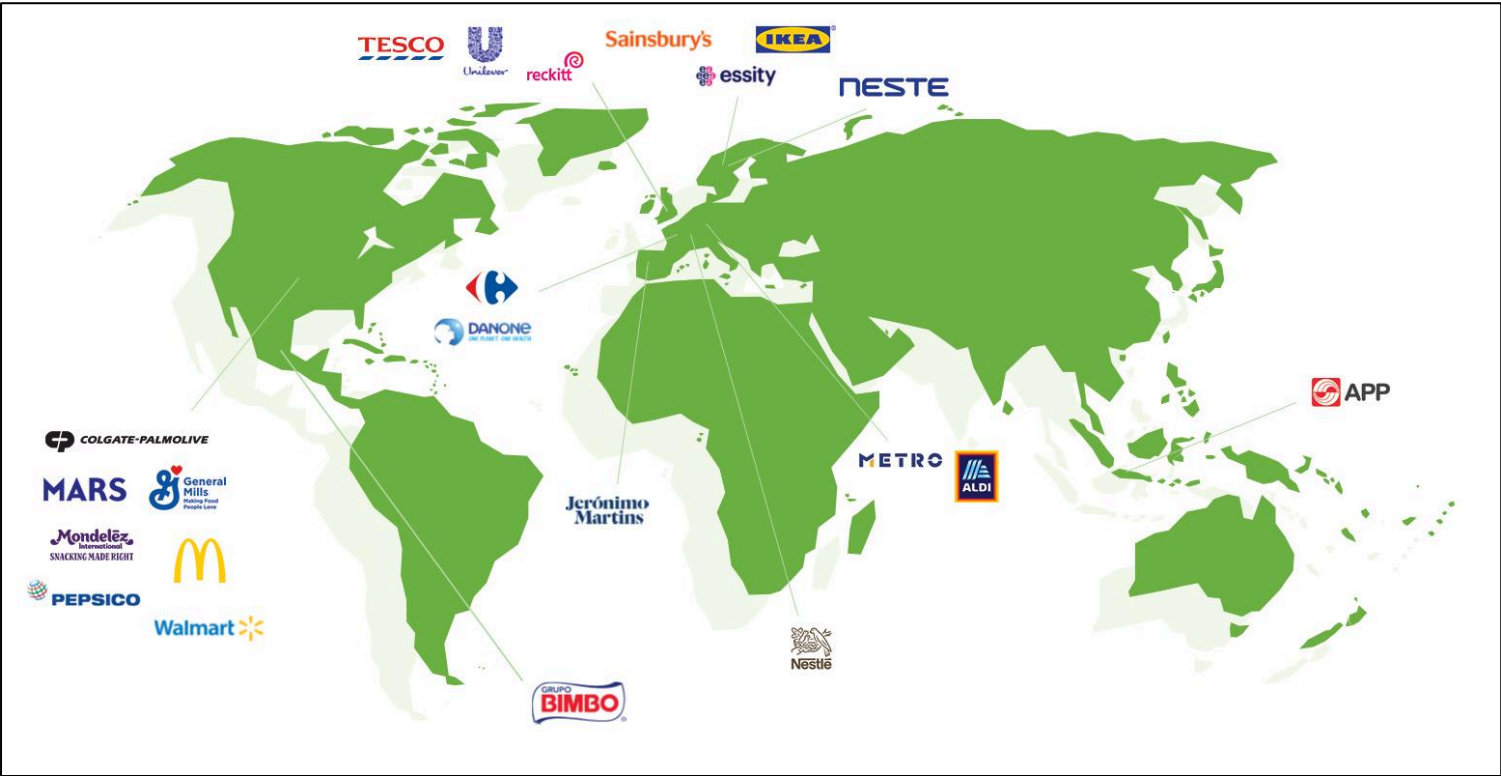 TESCO
Unilever
reckitt
Sainsbury's
IKEA
essity
NESTE
DANONE
ONE PLANET. ONE HEALTH
APP
COLGATE-PALMOLIVE
MARS
General
Mills
Making Food
People Love
METRO
ALDI
Jerónimo
Martins
Mondelēz,
International
SNACKING MADE RIGHT
PEPSICO
Walmart
Nestlé
GRUPO
BIMBO